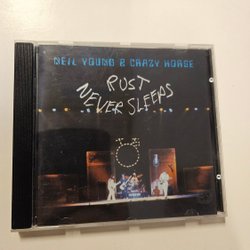 NEIL YOUNG & CRAZY HORSE
RUST
NEVER SLEEPS